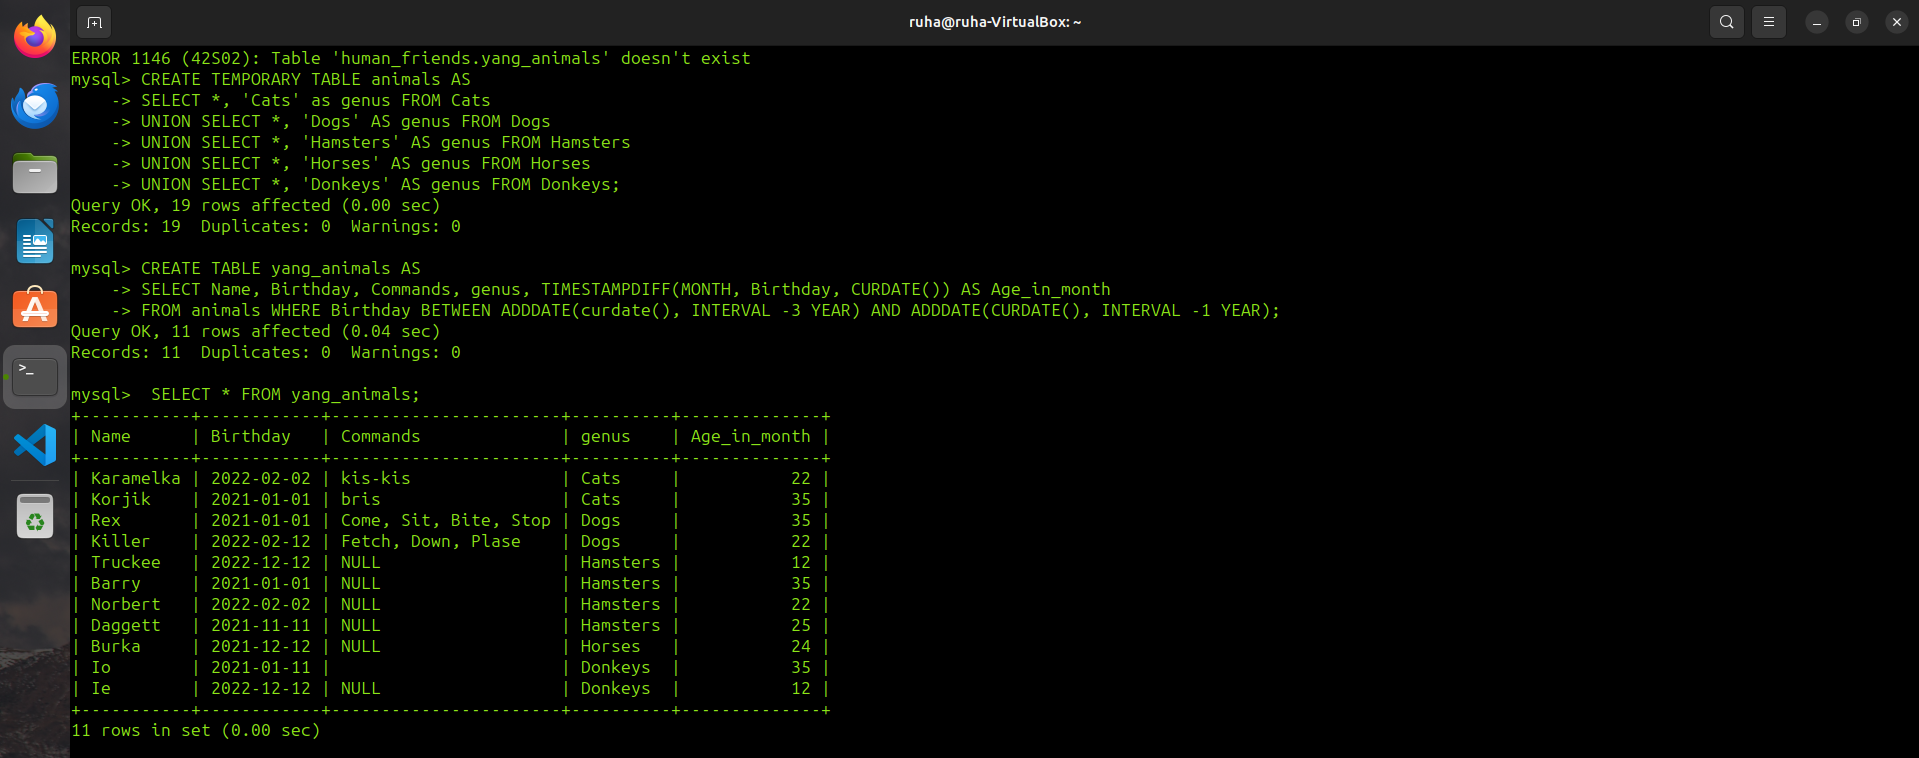 ruha@ruha-VirtualBox: ~
ERROR 1146 (42S02): Table 'human_friends.yang_animals' doesn't exist
mysql> CREATE TEMPORARY TABLE animals AS
    -> SELECT *, 'Cats' as genus FROM Cats
    -> UNION SELECT *, 'Dogs' AS genus FROM Dogs
    -> UNION SELECT *, 'Hamsters' AS genus FROM Hamsters
    -> UNION SELECT *, 'Horses' AS genus FROM Horses
    -> UNION SELECT *, 'Donkeys' AS genus FROM Donkeys;
Query OK, 19 rows affected (0.00 sec)
Records: 19  Duplicates: 0  Warnings: 0

mysql> CREATE TABLE yang_animals AS
    -> SELECT Name, Birthday, Commands, genus, TIMESTAMPDIFF(MONTH, Birthday, CURDATE()) AS Age_in_month
    -> FROM animals WHERE Birthday BETWEEN ADDDATE(curdate(), INTERVAL -3 YEAR) AND ADDDATE(CURDATE(), INTERVAL -1 YEAR);
Query OK, 11 rows affected (0.04 sec)
Records: 11  Duplicates: 0  Warnings: 0

mysql>  SELECT * FROM yang_animals;
+-----------+------------+-----------------------+----------+--------------+
| Name      | Birthday   | Commands              | genus    | Age_in_month |
+-----------+------------+-----------------------+----------+--------------+
| Karamelka | 2022-02-02 | kis-kis               | Cats     |           22 |
| Korjik    | 2021-01-01 | bris                  | Cats     |           35 |
| Rex       | 2021-01-01 | Come, Sit, Bite, Stop | Dogs     |           35 |
| Killer    | 2022-02-12 | Fetch, Down, Plase    | Dogs     |           22 |
| Truckee   | 2022-12-12 | NULL                  | Hamsters |           12 |
| Barry     | 2021-01-01 | NULL                  | Hamsters |           35 |
| Norbert   | 2022-02-02 | NULL                  | Hamsters |           22 |
| Daggett   | 2021-11-11 | NULL                  | Hamsters |           25 |
| Burka     | 2021-12-12 | NULL                  | Horses   |           24 |
| Io        | 2021-01-11 |                       | Donkeys  |           35 |
| Ie        | 2022-12-12 | NULL                  | Donkeys  |           12 |
+-----------+------------+-----------------------+----------+--------------+
11 rows in set (0.00 sec)